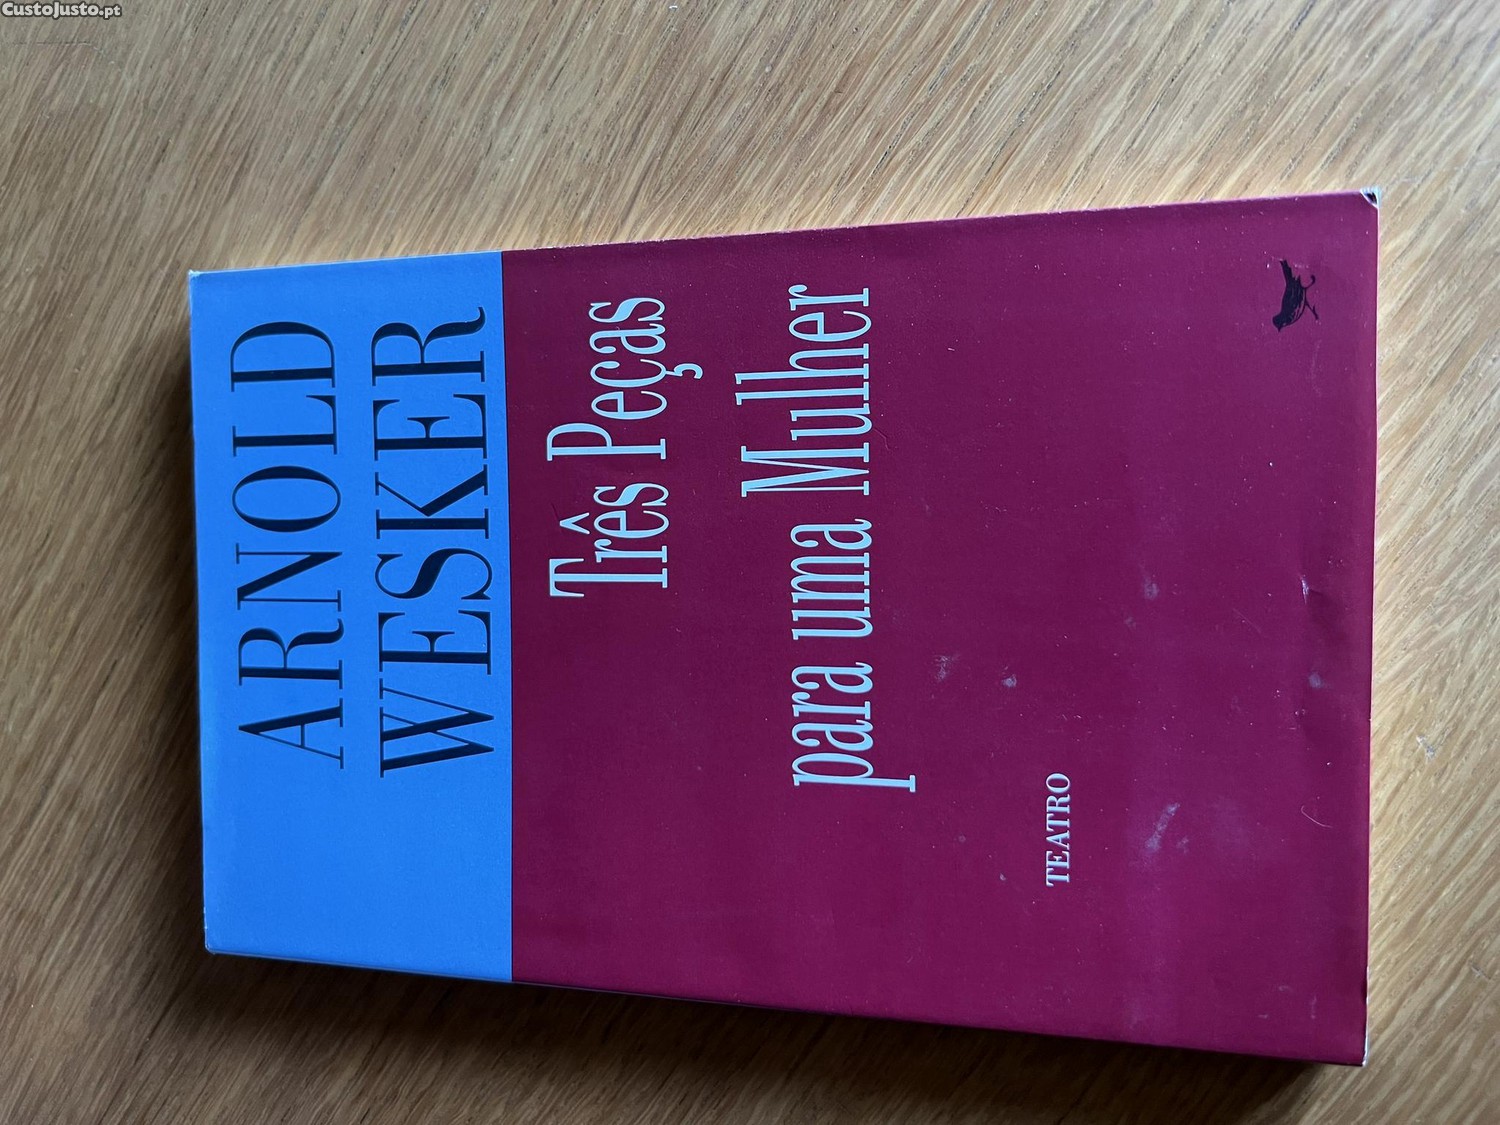 CustoJusto.pt
ARNOLD
WESKER
Três Peças
para uma Mulher
TEATRO